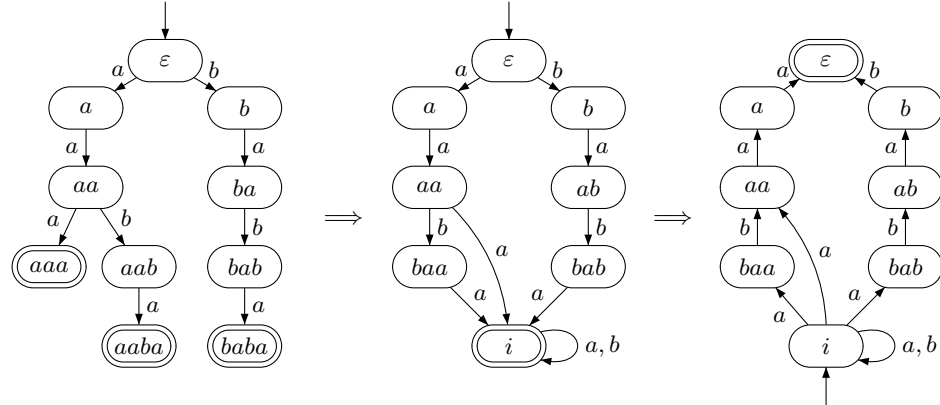 ε ε ε
a b a b a b
a b a b a b
a a a a a a
aa ba aa ab aa ab
a b b ⟹ b a b ⟹ b a b
aaa aab bab baa bab baa bab
a a a a a a
aaba baba i a, b i a, b